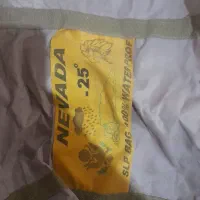 NEVADA
-25°
SLP BAG 100% WATERPROOF